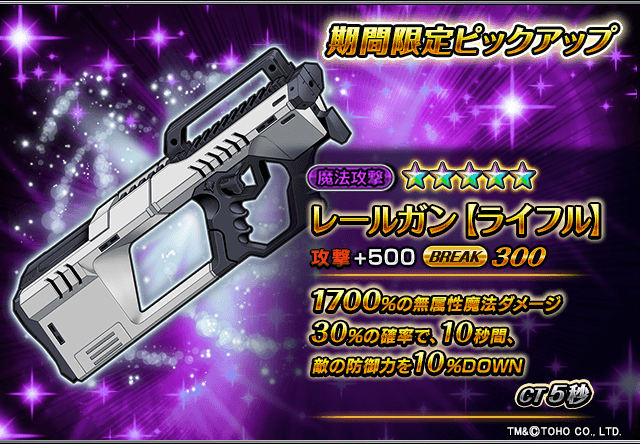 期間限定ピックアップ
魔法攻撃
レールガン【ライフル】
攻撃+500 BREAK 300
1700%の無属性魔法ダメージ
30%の確率で、10秒間、
敵の防御力を10%DOWN
CT5秒
TM&©TOHO CO., LTD.